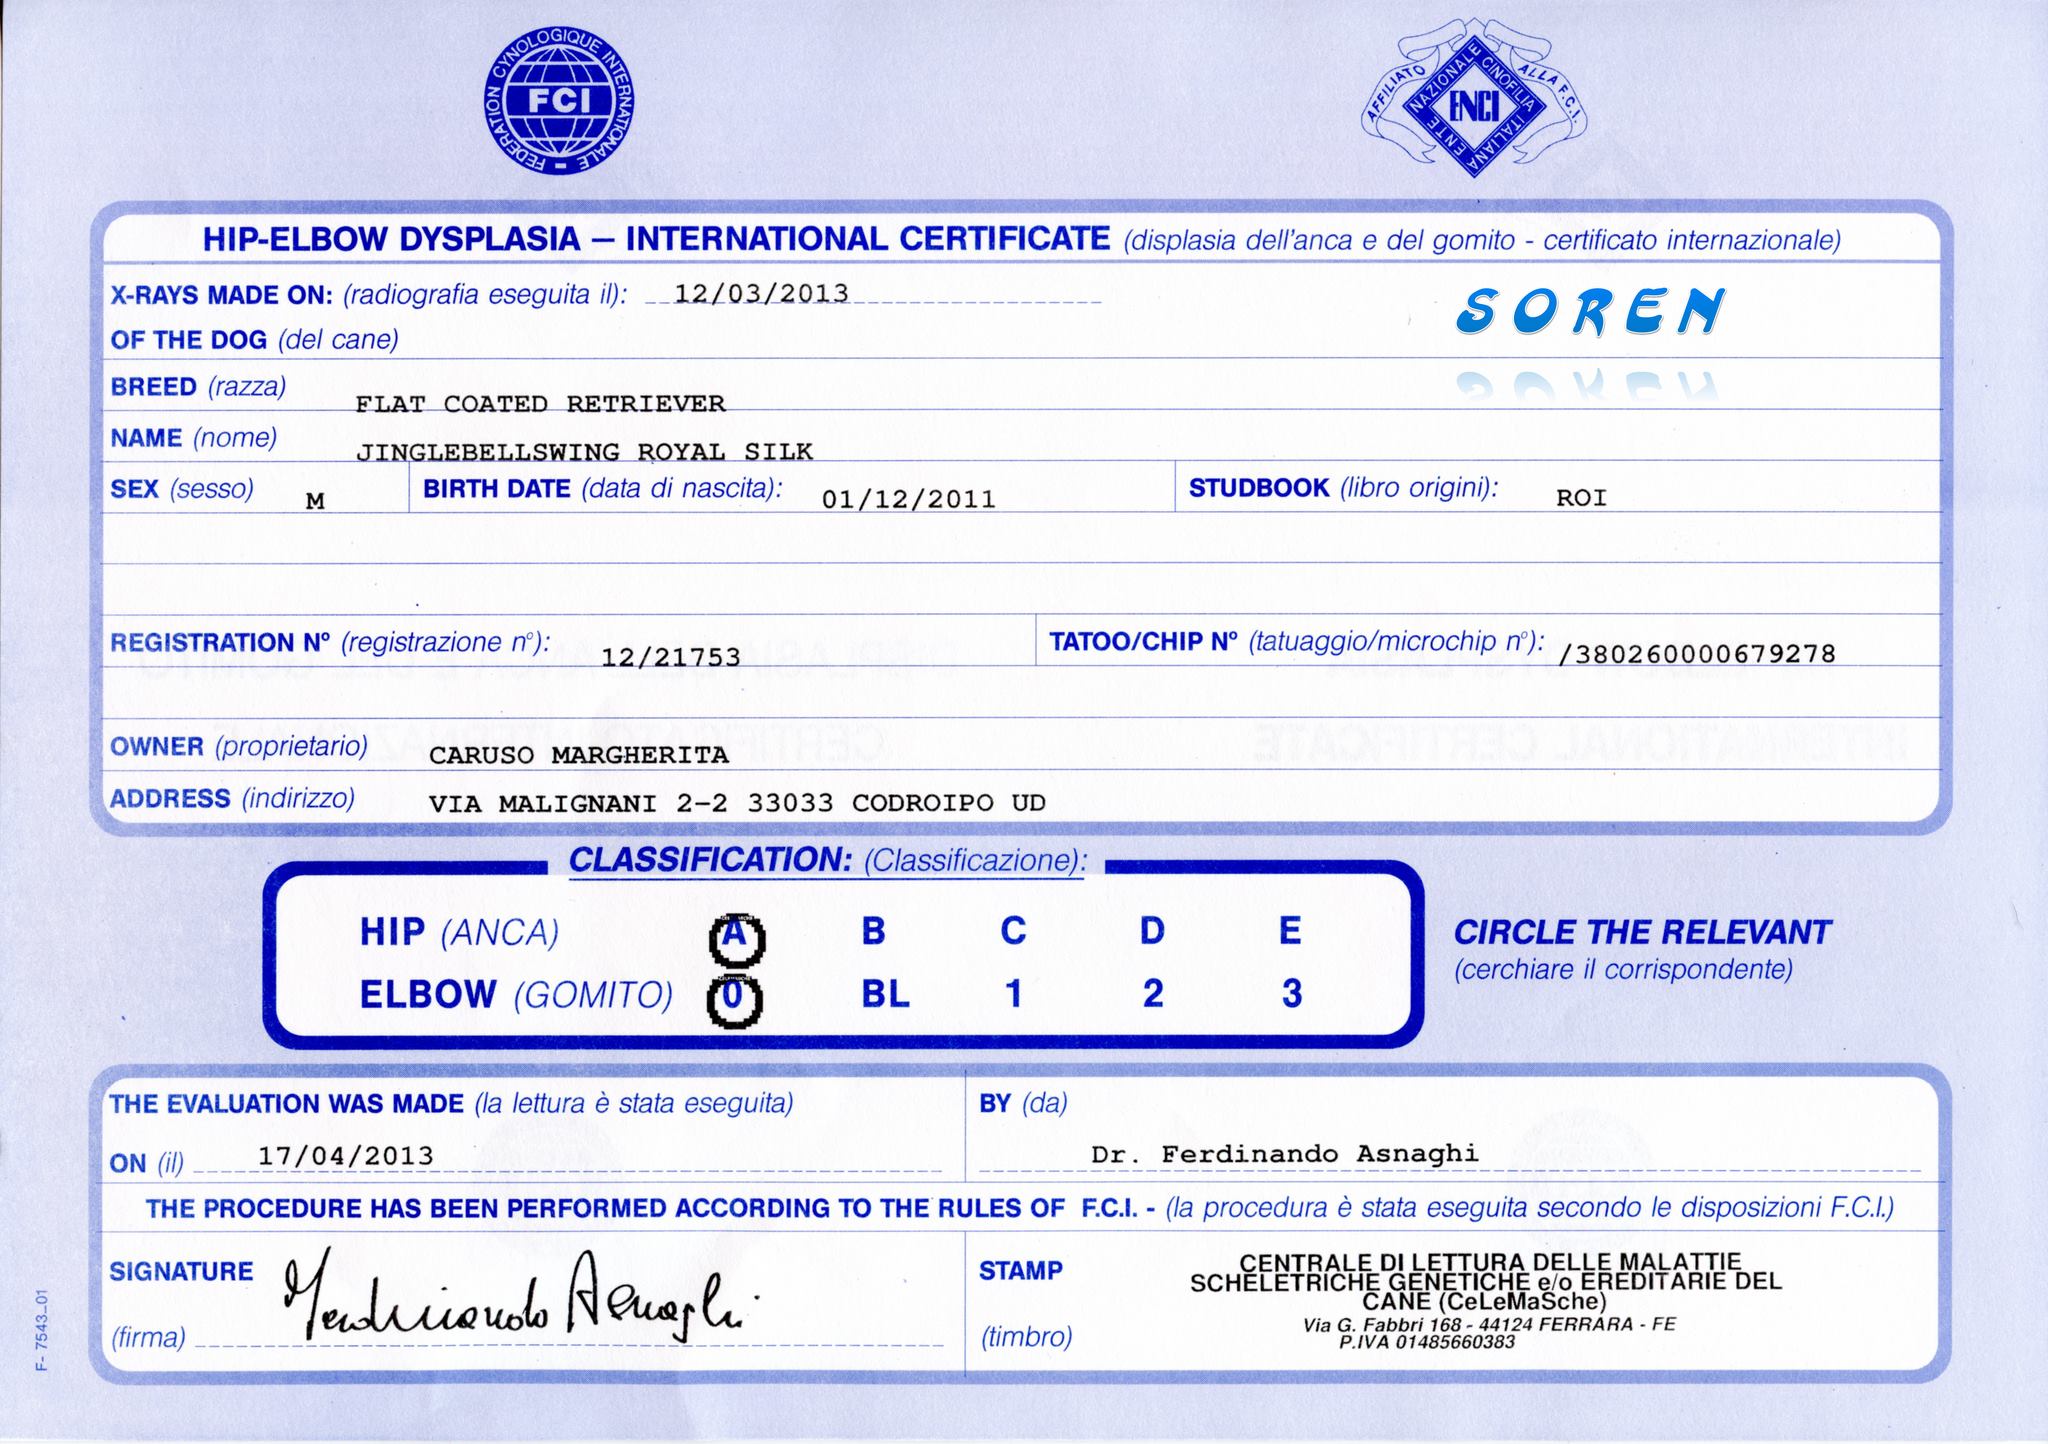 FEDERATION CYNOLOGIQUE INTERNATIONALE
FCI
AFFILIATO ALLA F.C.I.
ENTE NAZIONALE CINOFILIA ITALIANA
ENCI
HIP-ELBOW DYSPLASIA – INTERNATIONAL CERTIFICATE (displasia dell'anca e del gomito - certificato internazionale)
X-RAYS MADE ON: (radiografia eseguita il): 12/03/2013
SOREN
OF THE DOG (del cane)
BREED (razza) FLAT COATED RETRIEVER
NAME (nome) JINGLEBELLSWING ROYAL SILK
SEX (sesso) M BIRTH DATE (data di nascita): 01/12/2011 STUDBOOK (libro origini): ROI
REGISTRATION Nº (registrazione nº): 12/21753 TATOO/CHIP Nº (tatuaggio/microchip nº): /380260000679278
OWNER (proprietario) CARUSO MARGHERITA
ADDRESS (indirizzo) VIA MALIGNANI 2-2 33033 CODROIPO UD
CLASSIFICATION: (Classificazione):
HIP (ANCA) A B C D E
ELBOW (GOMITO) 0 BL 1 2 3
CIRCLE THE RELEVANT
(cerchiare il corrispondente)
THE EVALUATION WAS MADE (la lettura è stata eseguita) BY (da)
ON (il) 17/04/2013 Dr. Ferdinando Asnaghi
THE PROCEDURE HAS BEEN PERFORMED ACCORDING TO THE RULES OF F.C.I. - (la procedura è stata eseguita secondo le disposizioni F.C.I.)
SIGNATURE
(firma)
Ferdinando Asnaghi
STAMP
(timbro)
CENTRALE DI LETTURA DELLE MALATTIE
SCHELETRICHE GENETICHE e/o EREDITARIE DEL
CANE (CeLeMaSche)
Via G. Fabbri 168 - 44124 FERRARA - FE
P.IVA 01485660383
F- 7543_01